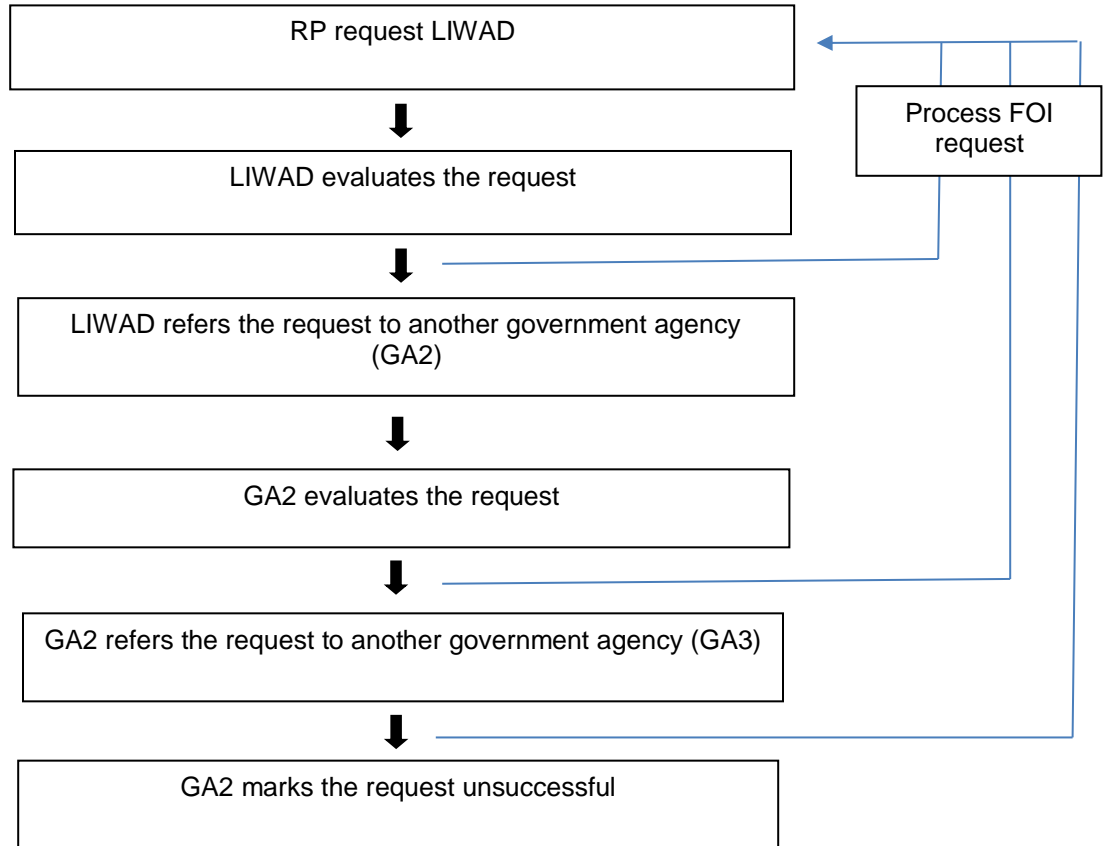 RP request LIWAD
Process FOI
request
LIWAD evaluates the request
LIWAD refers the request to another government agency
(GA2)
GA2 evaluates the request
GA2 refers the request to another government agency (GA3)
GA2 marks the request unsuccessful